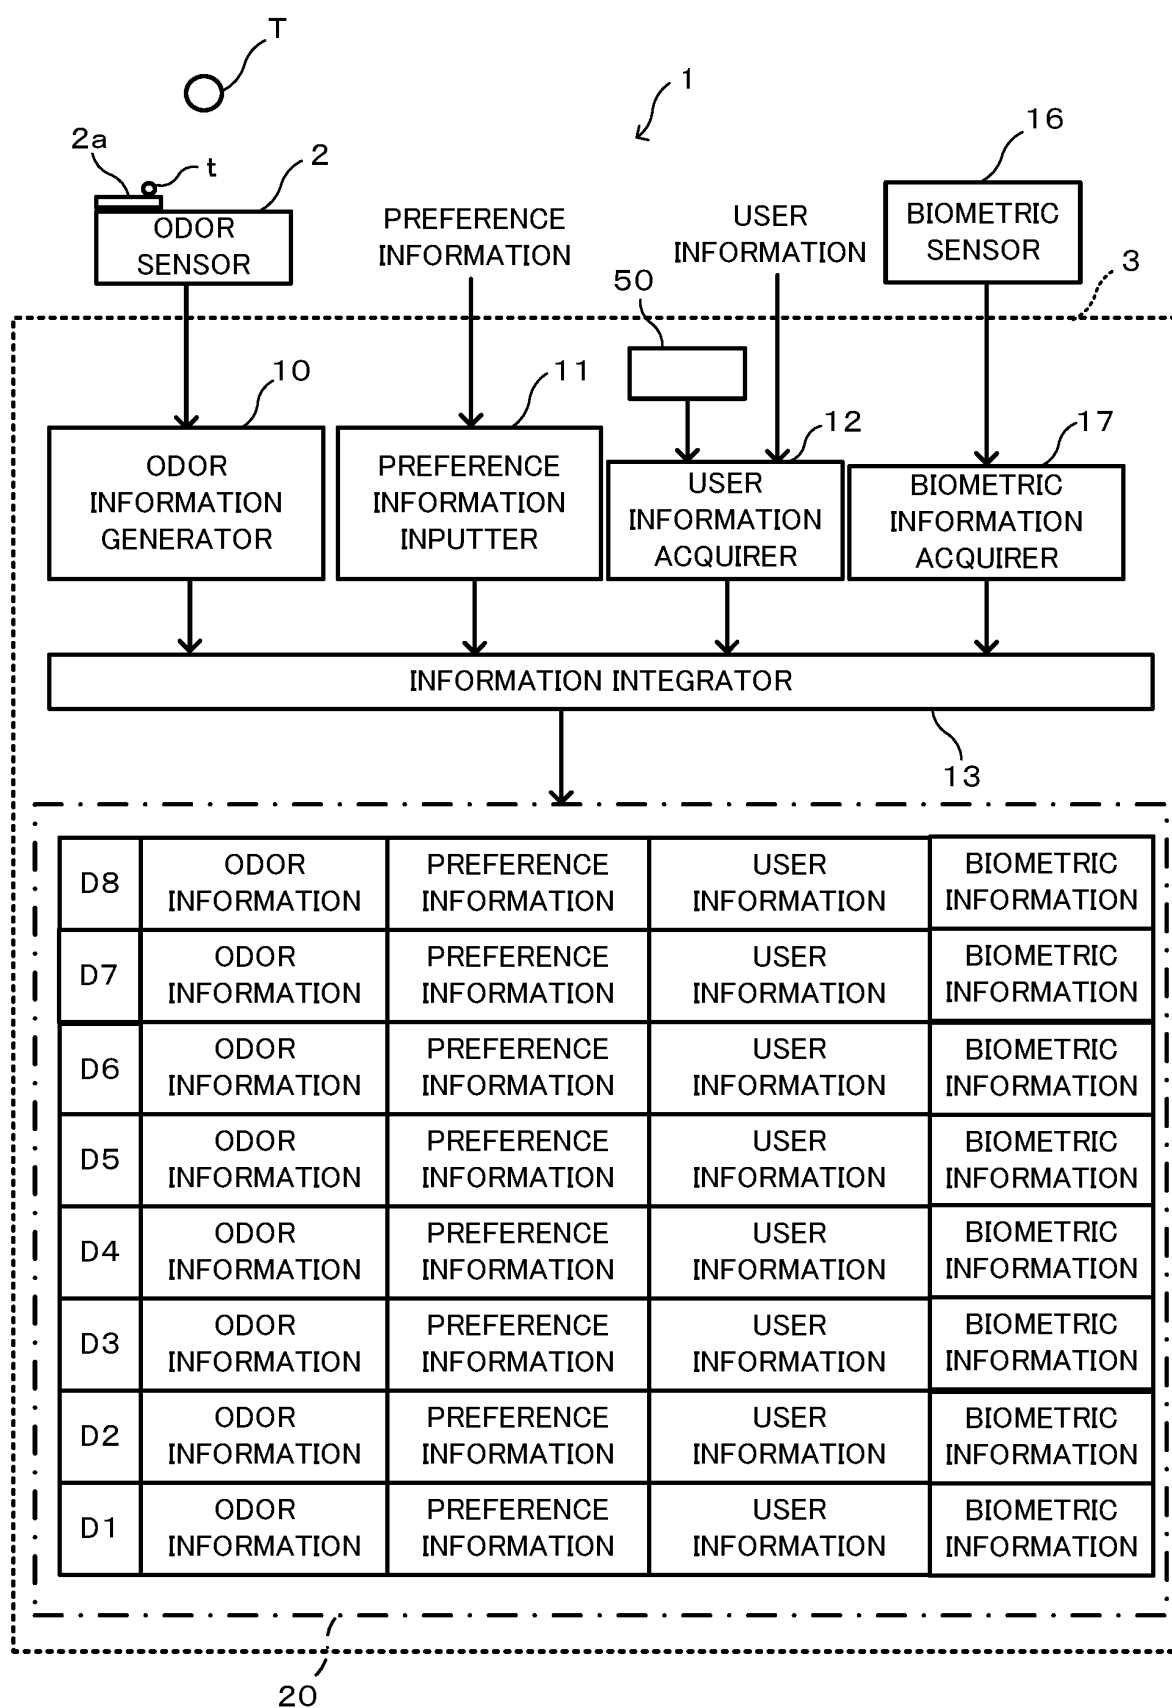 T
1
2a
t
2
16
ODOR
SENSOR
PREFERENCE
INFORMATION
USER
INFORMATION
BIOMETRIC
SENSOR
50
3
10
11
12
17
ODOR
INFORMATION
GENERATOR
PREFERENCE
INFORMATION
INPUTTER
USER
INFORMATION
ACQUIRER
BIOMETRIC
INFORMATION
ACQUIRER
INFORMATION INTEGRATOR
13
D8
ODOR
INFORMATION
PREFERENCE
INFORMATION
USER
INFORMATION
BIOMETRIC
INFORMATION
D7
ODOR
INFORMATION
PREFERENCE
INFORMATION
USER
INFORMATION
BIOMETRIC
INFORMATION
D6
ODOR
INFORMATION
PREFERENCE
INFORMATION
USER
INFORMATION
BIOMETRIC
INFORMATION
D5
ODOR
INFORMATION
PREFERENCE
INFORMATION
USER
INFORMATION
BIOMETRIC
INFORMATION
D4
ODOR
INFORMATION
PREFERENCE
INFORMATION
USER
INFORMATION
BIOMETRIC
INFORMATION
D3
ODOR
INFORMATION
PREFERENCE
INFORMATION
USER
INFORMATION
BIOMETRIC
INFORMATION
D2
ODOR
INFORMATION
PREFERENCE
INFORMATION
USER
INFORMATION
BIOMETRIC
INFORMATION
D1
ODOR
INFORMATION
PREFERENCE
INFORMATION
USER
INFORMATION
BIOMETRIC
INFORMATION
20